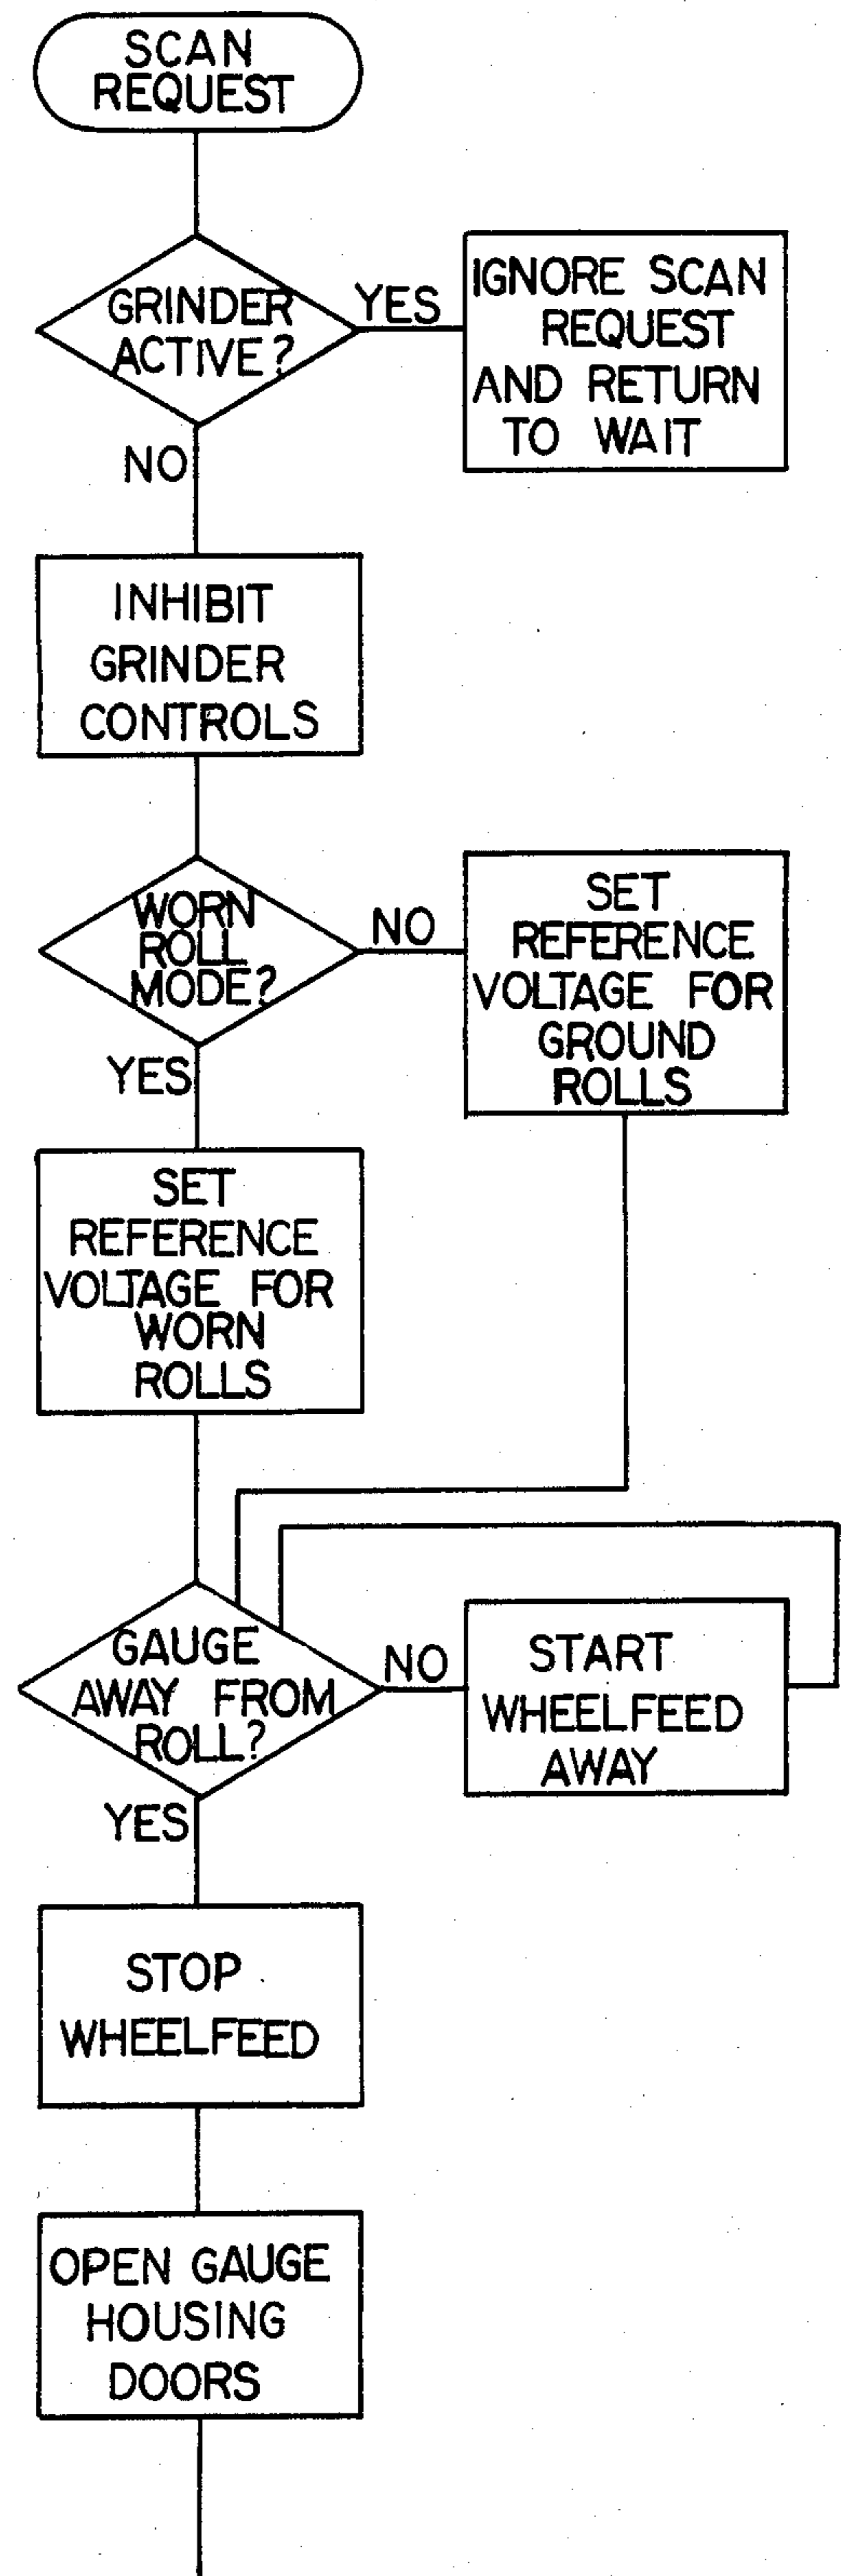 SCAN
REQUEST
GRINDER
ACTIVE?
YES
IGNORE SCAN
REQUEST
AND RETURN
TO WAIT
NO
INHIBIT
GRINDER
CONTROLS
WORN
ROLL
MODE?
NO
SET
REFERENCE
VOLTAGE FOR
GROUND
ROLLS
YES
SET
REFERENCE
VOLTAGE FOR
WORN
ROLLS
GAUGE
AWAY FROM
ROLL?
NO
START
WHEELFEED
AWAY
YES
STOP
WHEELFEED
OPEN GAUGE
HOUSING
DOORS